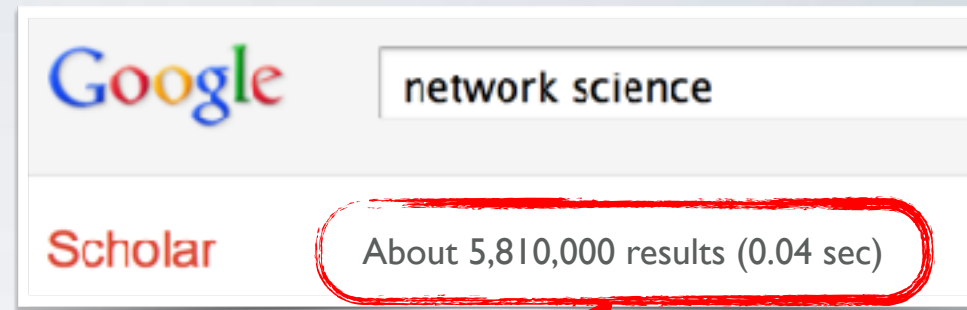 Google
network science
Scholar
About 5,810,000 results (0.04 sec)